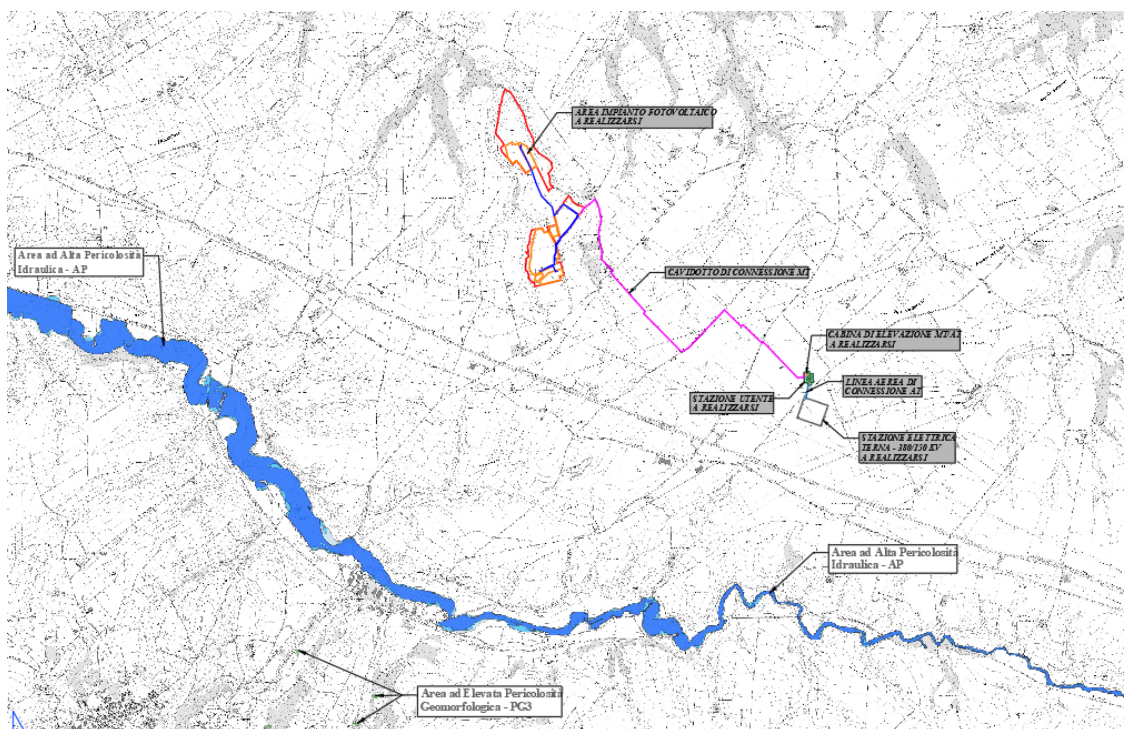 AREA IMPIANTO FOTOVOLTAICO
A REALIZZARSI
Area ad Alta Pericolosità
Idraulica - AP
CAVIDOTTO DI CONNESSIONE MT
CABINA DI ELEVAZIONE MT/AT
A REALIZZARSI
LINEA AEREA DI
CONNESSIONE AT
STAZIONE UTENTE
A REALIZZARSI
STAZIONE ELETTRICA
TERNA - 380/150 KV
A REALIZZARSI
Area ad Alta Pericolosità
Idraulica - AP
Area ad Elevata Pericolosità
Geomorfologica - PG3